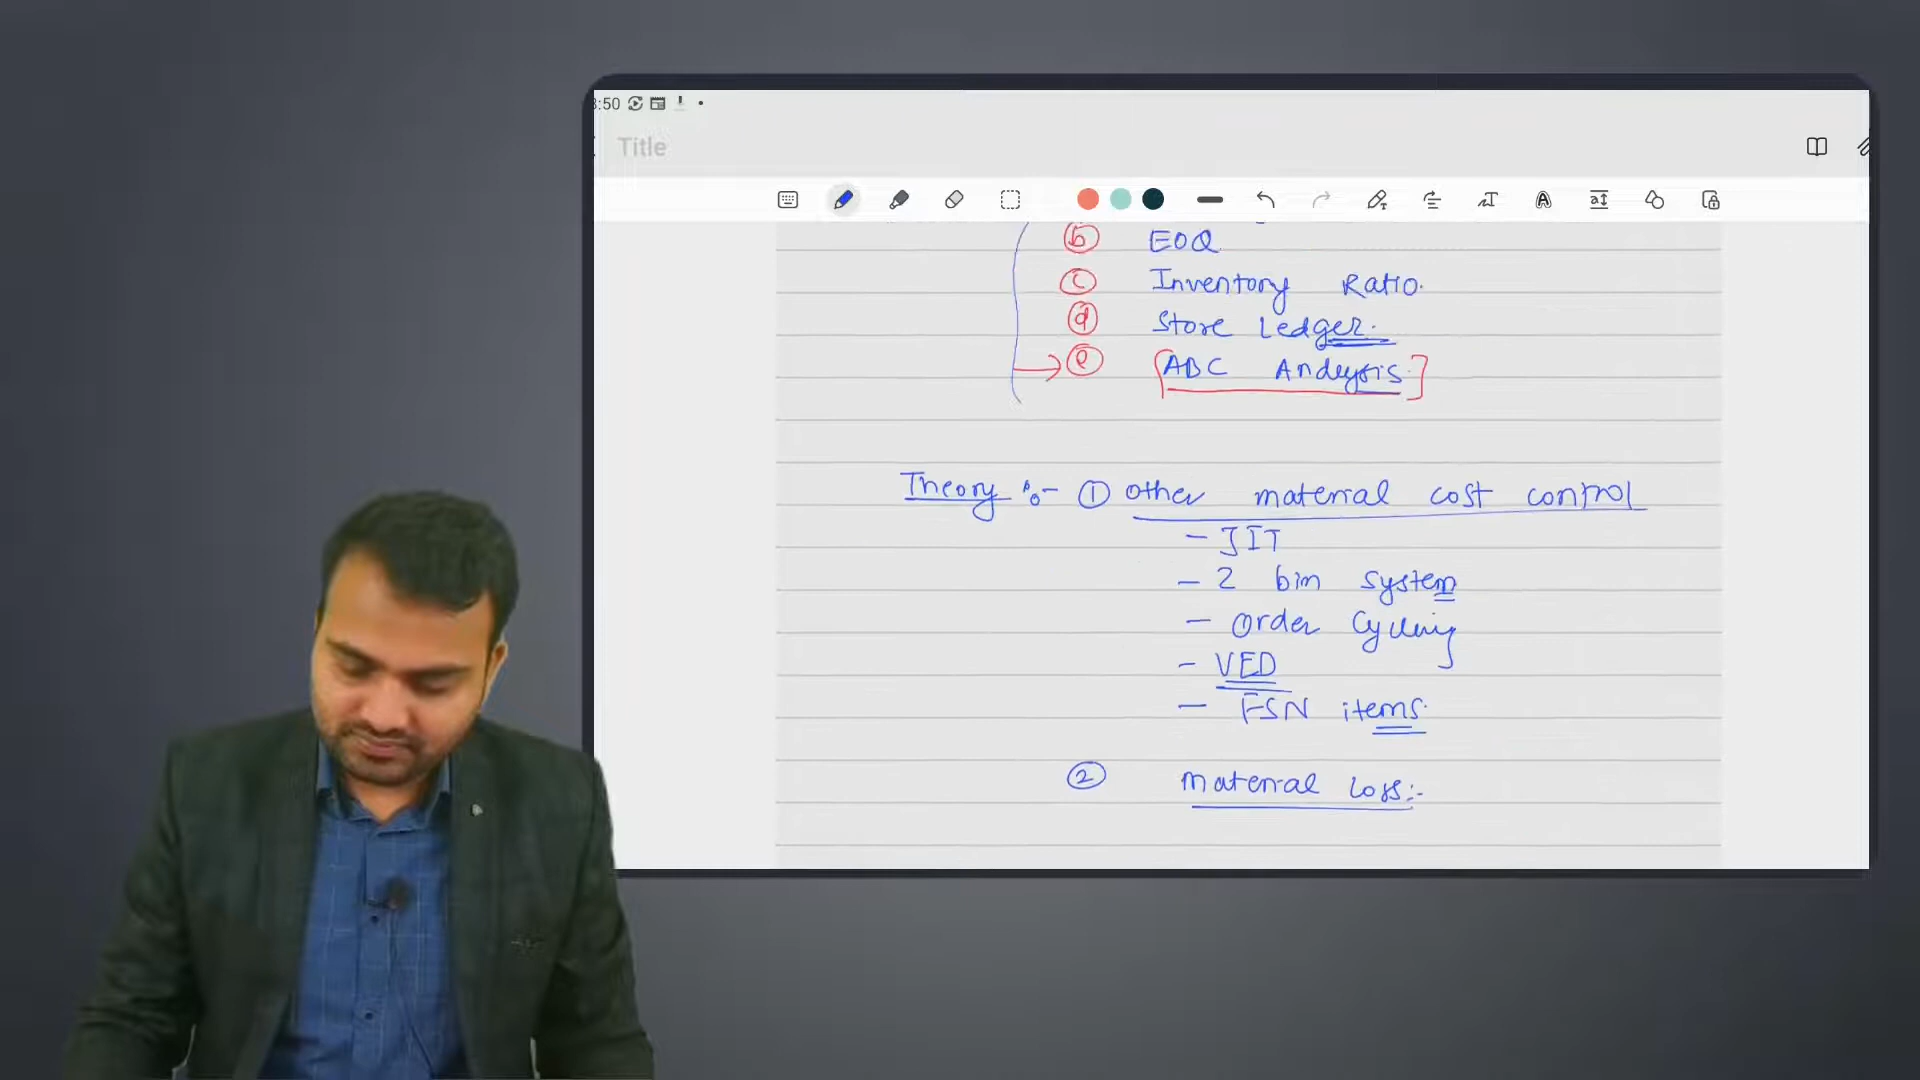 :50
Title
(b) EOQ
(c) Inventory Ratio.
(d) Store Ledger.
→ (e) [ABC Analysis.]
Theory :- ① other material cost control
- JIT
- 2 bin system
- order Cycling
- VED
- FSN items.
② material loss:-